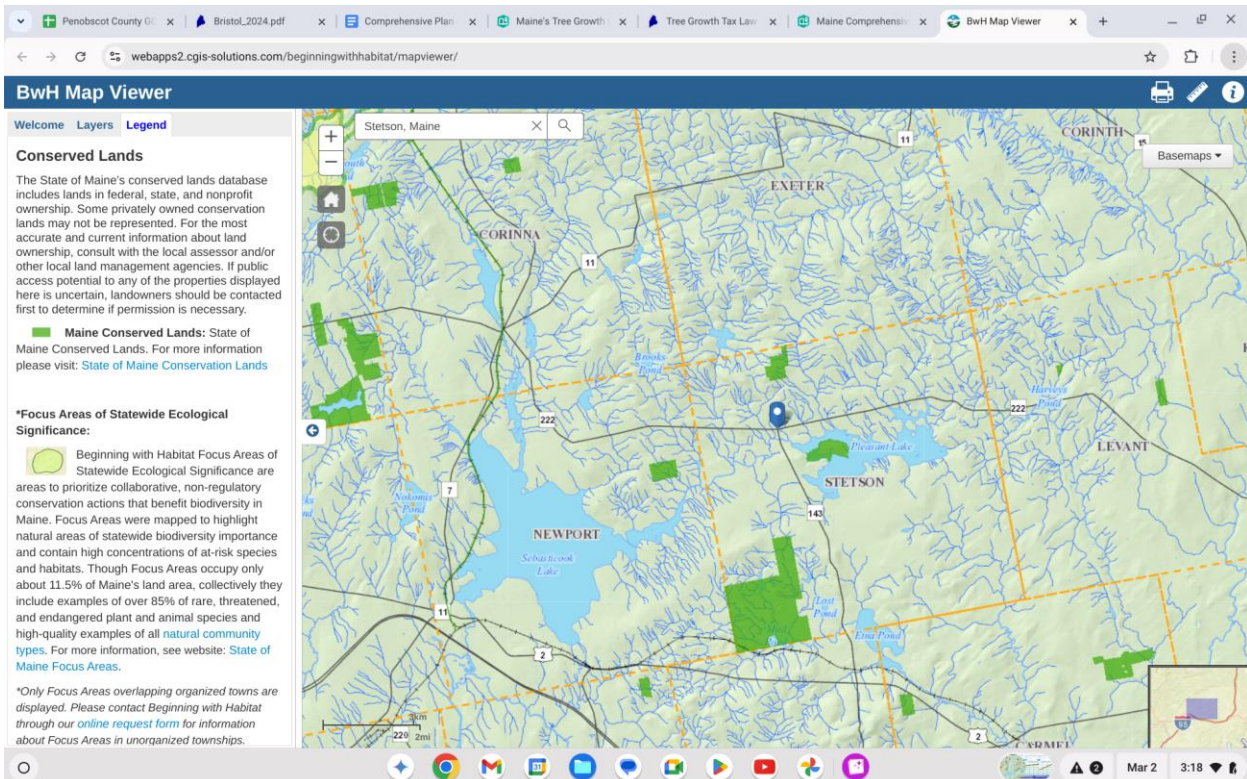 Penobscot County GC
Bristol_2024.pdf
Comprehensive Plan
Maine's Tree Growth
Tree Growth Tax Law
Maine Comprehensiv
BwH Map Viewer
webapps2.cgis-solutions.com/beginningwithhabitat/mapviewer/
BwH Map Viewer
Welcome Layers Legend
Conserved Lands
The State of Maine's conserved lands database
includes lands in federal, state, and nonprofit
ownership. Some privately owned conservation
lands may not be represented. For the most
accurate and current information about land
ownership, consult with the local assessor and/or
other local land management agencies. If public
access potential to any of the properties displayed
here is uncertain, landowners should be contacted
first to determine if permission is necessary.
Maine Conserved Lands: State of
Maine Conserved Lands. For more information
please visit: State of Maine Conservation Lands
*Focus Areas of Statewide Ecological
Significance:
Beginning with Habitat Focus Areas of
Statewide Ecological Significance are
areas to prioritize collaborative, non-regulatory
conservation actions that benefit biodiversity in
Maine. Focus Areas were mapped to highlight
natural areas of statewide biodiversity importance
and contain high concentrations of at-risk species
and habitats. Though Focus Areas occupy only
about 11.5% of Maine's land area, collectively they
include examples of over 85% of rare, threatened,
and endangered plant and animal species and
high-quality examples of all natural community
types. For more information, see website: State of
Maine Focus Areas.
*Only Focus Areas overlapping organized towns are
displayed. Please contact Beginning with Habitat
through our online request form for information
about Focus Areas in unorganized townships.
+
−
Stetson, Maine
Basemaps
CORINTH
15
11
EXETER
CORINNA
11
Brooks
Pond
Harveys
Pond
222
222
LEVANT
Pleasant Lake
STETSON
7
Nokomis
Pond
143
NEWPORT
Sebasticook
Lake
Lost
Pond
Etna Pond
11
2
2
220
3km
2mi
CARMEL
95
31
2
Mar 2
3:18